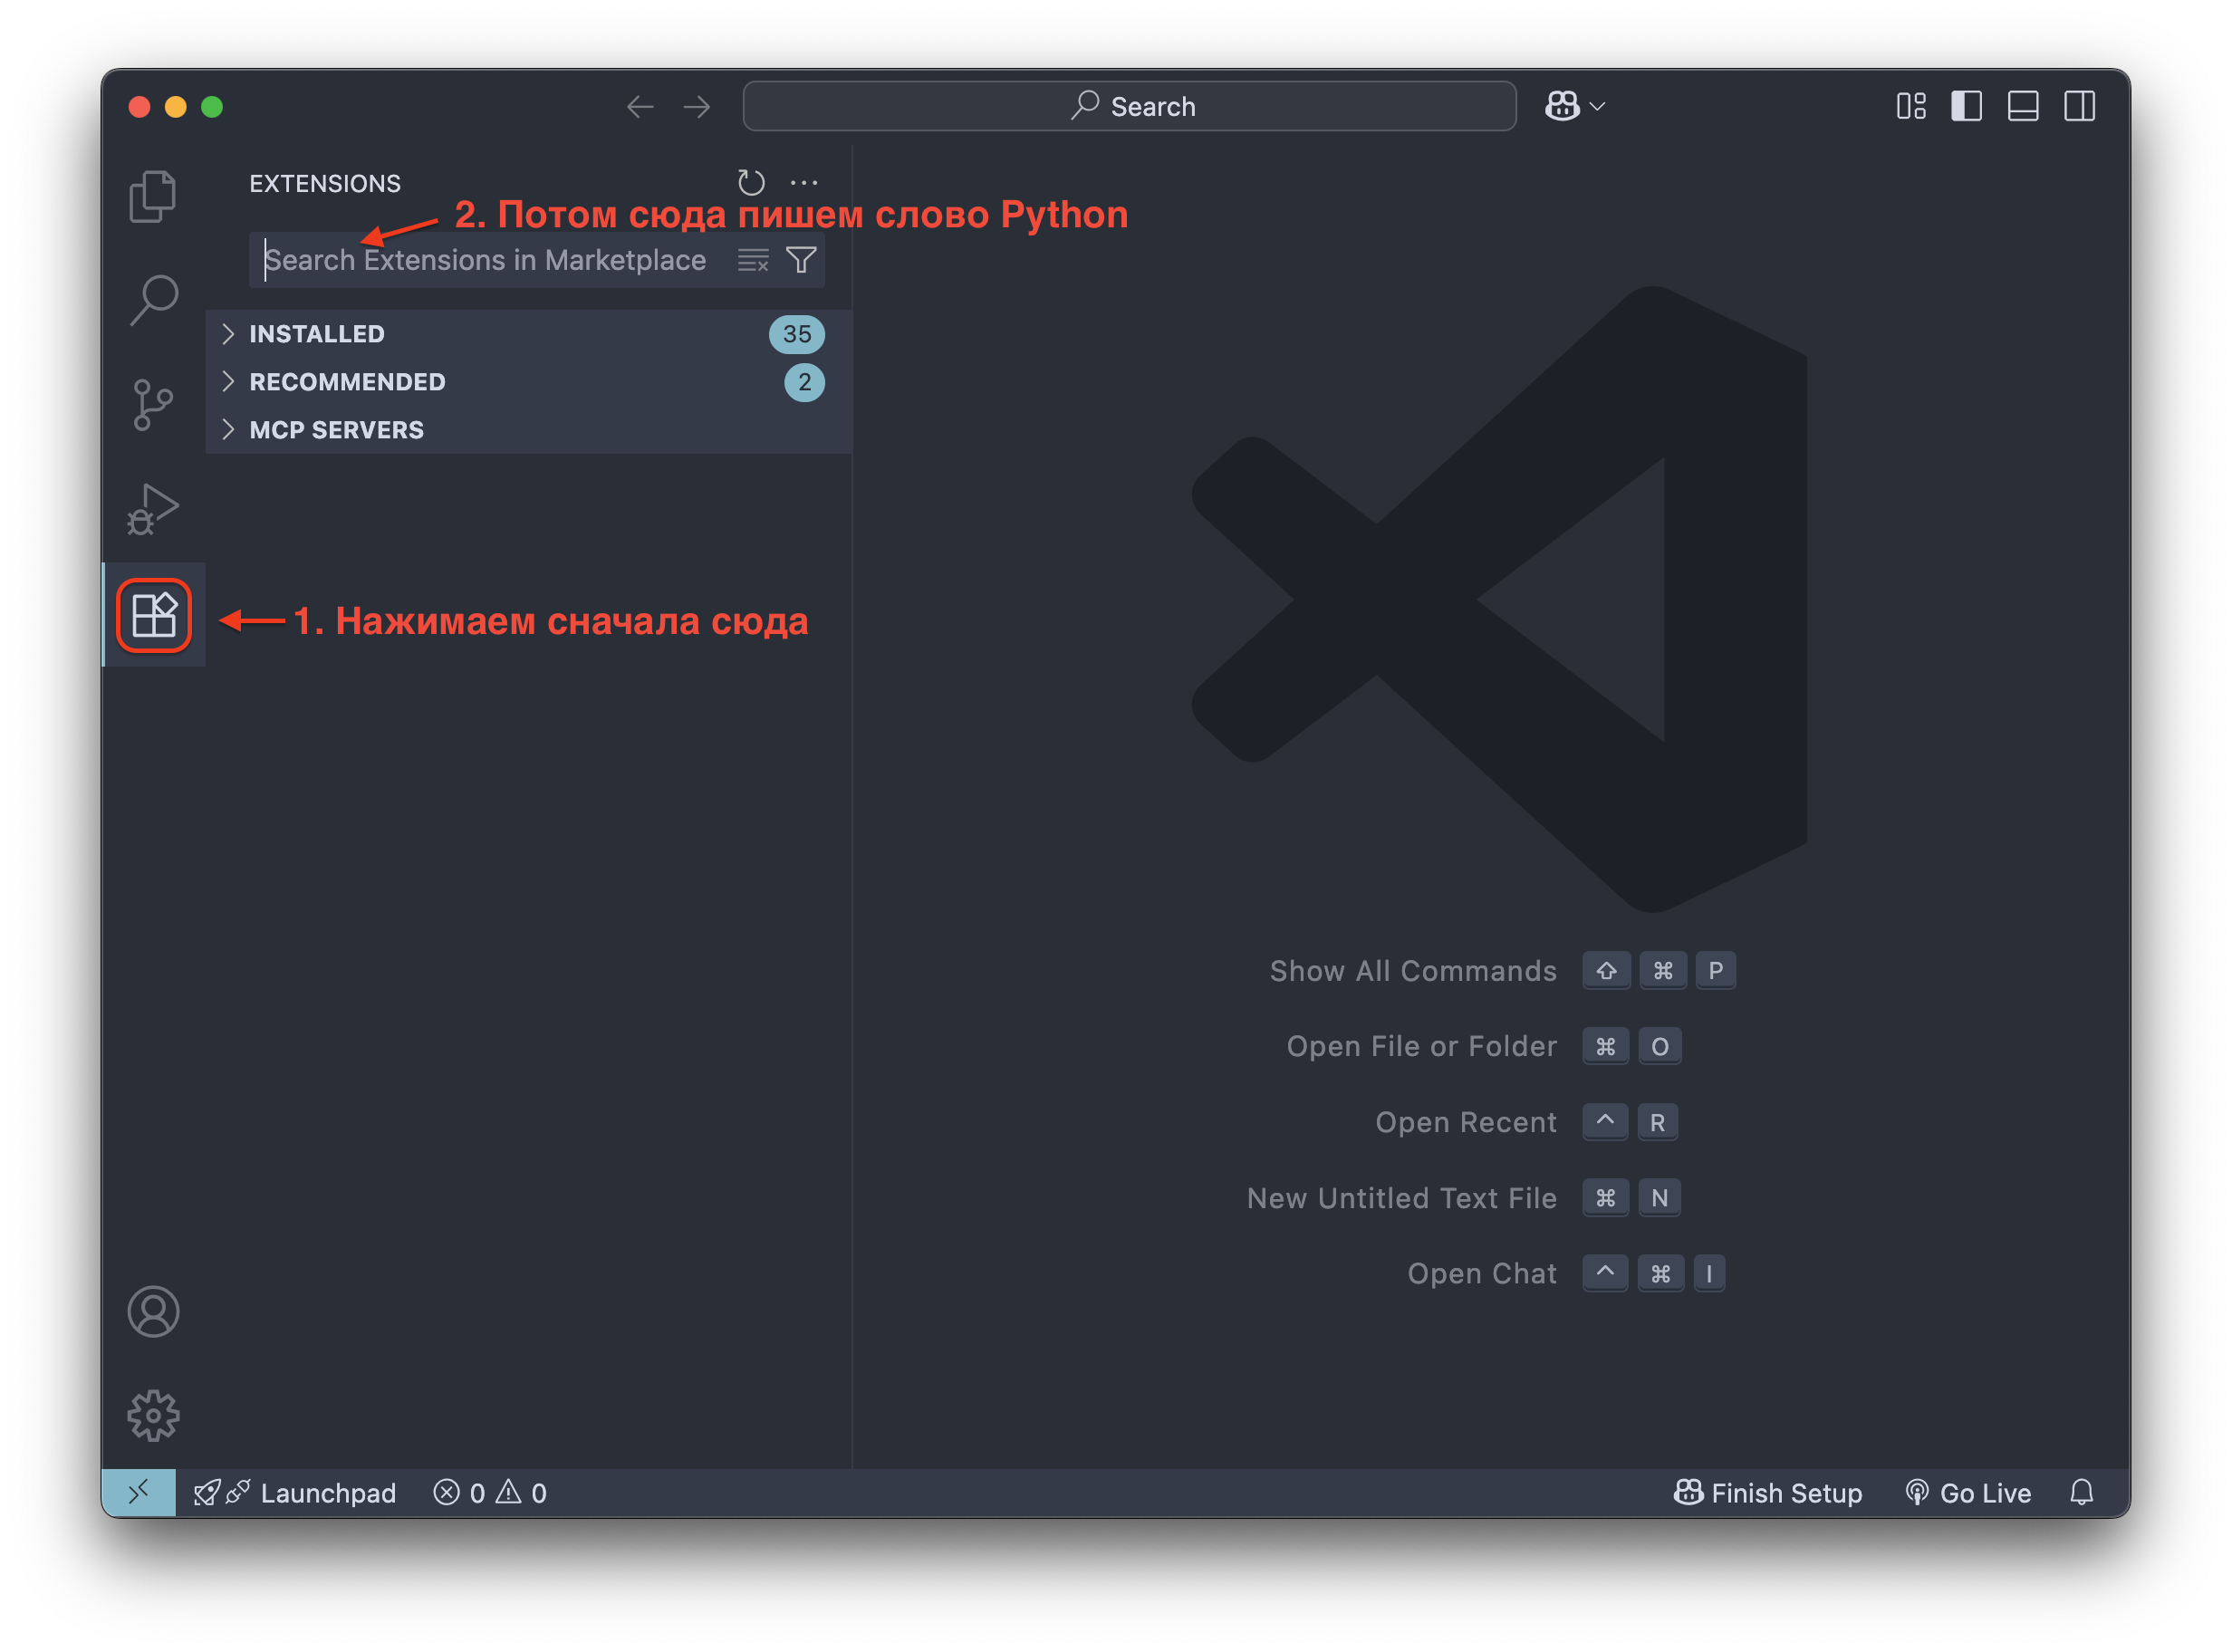 Search
EXTENSIONS
2. Потом сюда пишем слово Python
Search Extensions in Marketplace
INSTALLED 35
RECOMMENDED 2
MCP SERVERS
1. Нажимаем сначала сюда
Show All Commands ⇧ ⌘ P
Open File or Folder ⌘ O
Open Recent ^ R
New Untitled Text File ⌘ N
Open Chat ^ ⌘ I
Launchpad 0 0 Finish Setup Go Live